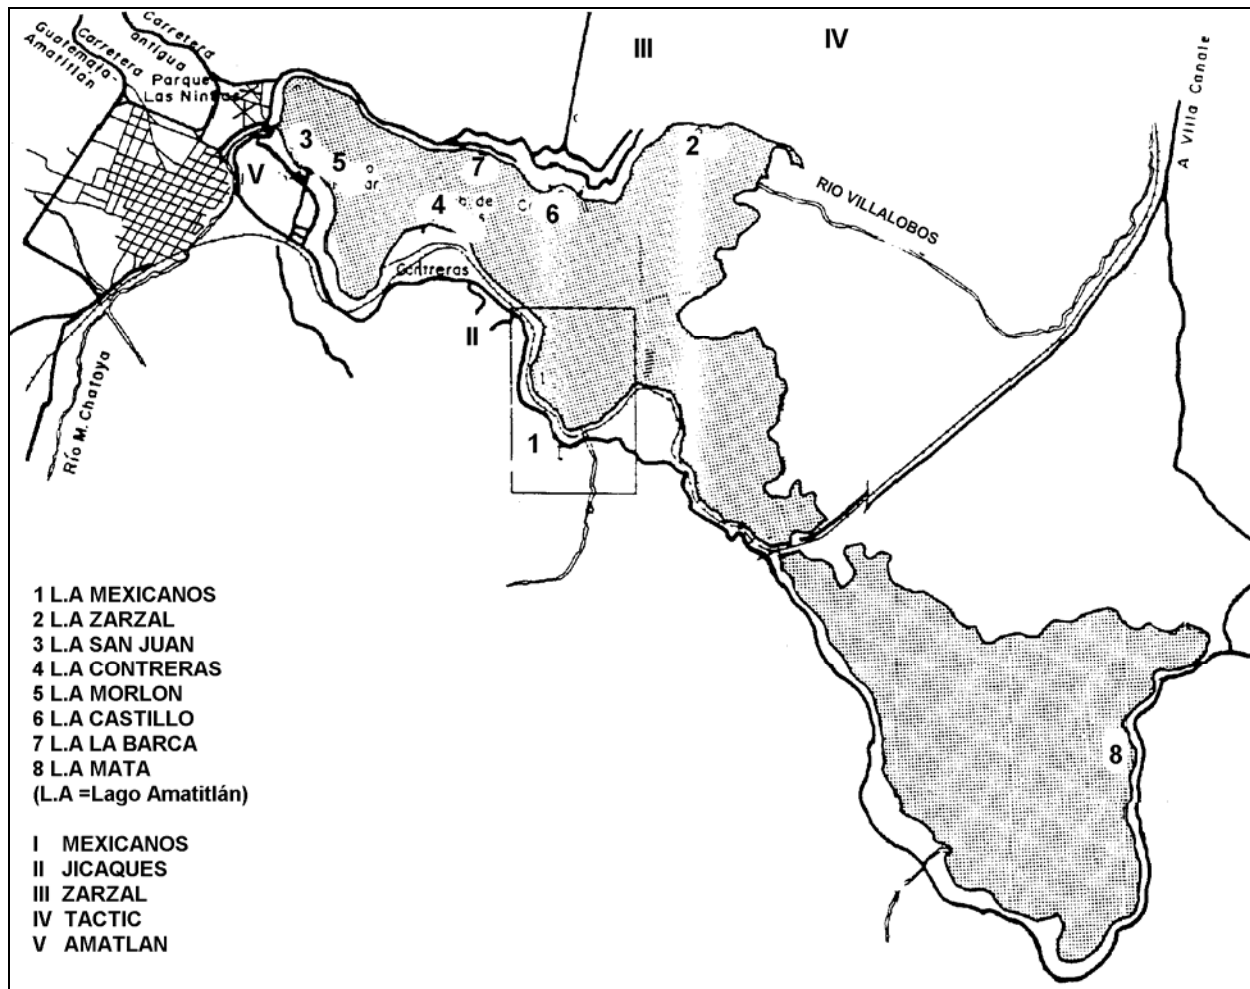 Guatemala-
Amatitlán
Carretera
Carretera
antigua
Parque
Las Ninfas
III
IV
A Villa Canale
3
5
7
2
V
4
6
de
RIO VILLALOBOS
Contreras
II
1
Río M. Chatoya
8
1 L.A MEXICANOS
2 L.A ZARZAL
3 L.A SAN JUAN
4 L.A CONTRERAS
5 L.A MORLON
6 L.A CASTILLO
7 L.A LA BARCA
8 L.A MATA
(L.A =Lago Amatitlán)
I MEXICANOS
II JICAQUES
III ZARZAL
IV TACTIC
V AMATLAN